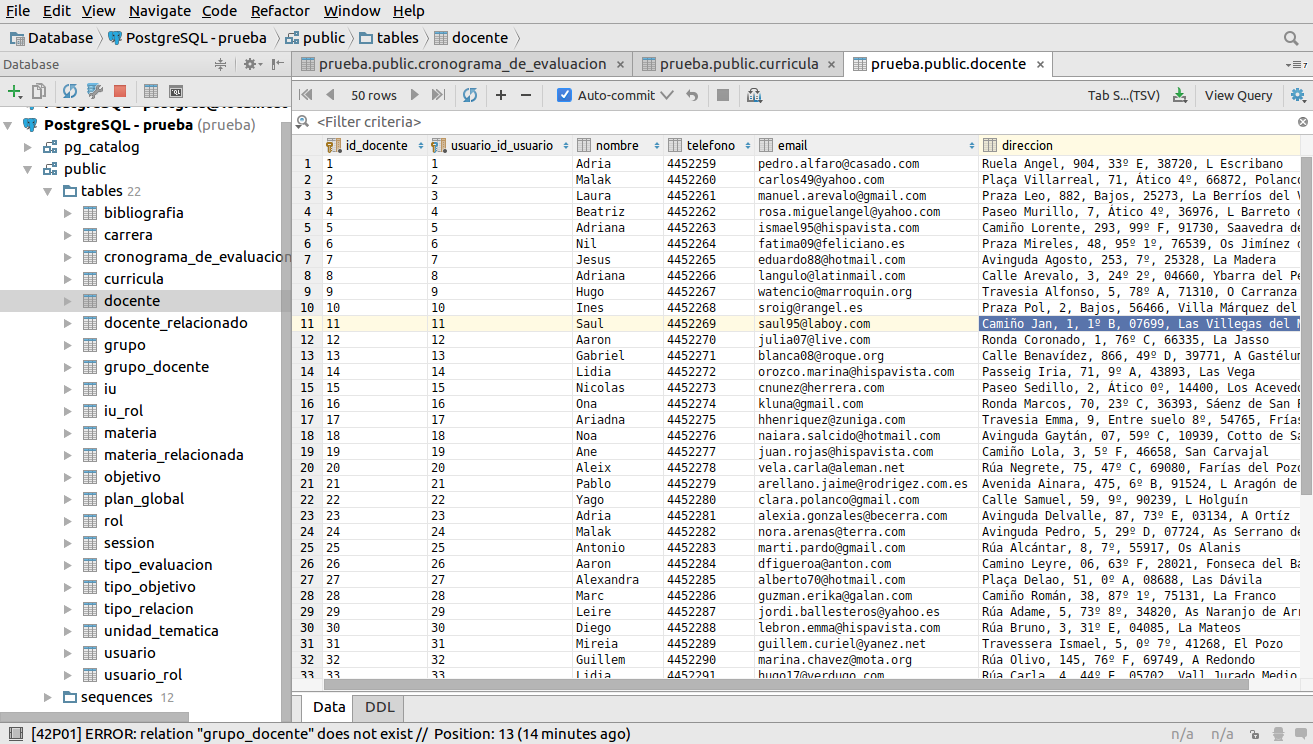 File Edit View Navigate Code Refactor Window Help
Database PostgreSQL - prueba public tables docente
Database
prueba.public.cronograma_de_evaluacion prueba.public.curricula prueba.public.docente
50 rows Auto-commit Tab S...(TSV) View Query
<Filter criteria>
PostgreSQL - prueba (prueba)
pg_catalog
public
tables 22
bibliografia
carrera
cronograma_de_evaluacion
curricula
docente
docente_relacionado
grupo
grupo_docente
iu
iu_rol
materia
materia_relacionada
objetivo
plan_global
rol
session
tipo_evaluacion
tipo_objetivo
tipo_relacion
unidad_tematica
usuario
usuario_rol
sequences 12
id_docente usuario_id_usuario nombre telefono email direccion
1 1 1 Adria 4452259 pedro.alfaro@casado.com Ruela Angel, 904, 33º E, 38720, L Escribano
2 2 2 Malak 4452260 carlos49@yahoo.com Plaça Villarreal, 71, Ático 4º, 66872, Polanco
3 3 3 Laura 4452261 manuel.arevalo@gmail.com Praza Leo, 882, Bajos, 25273, La Berríos del V
4 4 4 Beatriz 4452262 rosa.miguelangel@yahoo.com Paseo Murillo, 7, Ático 4º, 36976, L Barreto d
5 5 5 Adriana 4452263 ismael95@hispavista.com Camiño Lorente, 293, 99º F, 91730, Saavedra de
6 6 6 Nil 4452264 fatima09@feliciano.es Praza Mireles, 48, 95º 1º, 76539, Os Jiménez d
7 7 7 Jesus 4452265 eduardo88@hotmail.com Avinguda Agosto, 253, 7º, 25328, La Madera
8 8 8 Adriana 4452266 langulo@latinmail.com Calle Arevalo, 3, 24º 2º, 04660, Ybarra del Pe
9 9 9 Hugo 4452267 watencio@marroquin.org Travesia Alfonso, 5, 78º A, 71310, O Carranza
10 10 10 Ines 4452268 sroig@rangel.es Praza Pol, 2, Bajos, 56466, Villa Márquez del
11 11 11 Saul 4452269 saul95@laboy.com Camiño Jan, 1, 1º B, 07699, Las Villegas del M
12 12 12 Aaron 4452270 julia07@live.com Ronda Coronado, 1, 76º C, 66335, La Jasso
13 13 13 Gabriel 4452271 blanca08@roque.org Calle Benavídez, 866, 49º D, 39771, A Gastélum
14 14 14 Lidia 4452272 orozco.marina@hispavista.com Passeig Iria, 71, 9º A, 43893, Las Vega
15 15 15 Nicolas 4452273 cnunez@herrera.com Paseo Sedillo, 2, Ático 0º, 14400, Los Acevedo
16 16 16 Ona 4452274 kluna@gmail.com Ronda Marcos, 70, 23º C, 36393, Sáenz de San F
17 17 17 Ariadna 4452275 hhenriquez@zuniga.com Travesia Emma, 9, Entre suelo 8º, 54765, Frías
18 18 18 Noa 4452276 naiara.salcido@hotmail.com Avinguda Gaytán, 07, 59º C, 10939, Cotto de Sa
19 19 19 Ane 4452277 juan.rojas@hispavista.com Camiño Lola, 3, 5º F, 46658, San Carvajal
20 20 20 Aleix 4452278 vela.carla@aleman.net Rúa Negrete, 75, 47º C, 69080, Farías del Pozo
21 21 21 Pablo 4452279 arellano.jaime@rodrigez.com.es Avenida Ainara, 475, 6º B, 91524, L Aragón de
22 22 22 Yago 4452280 clara.polanco@gmail.com Calle Samuel, 59, 9º, 90239, L Holguín
23 23 23 Adria 4452281 alexia.gonzales@becerra.com Avinguda Delvalle, 87, 73º E, 03134, A Ortíz
24 24 24 Malak 4452282 nora.arenas@terra.com Avinguda Pedro, 5, 29º D, 07724, As Serrano de
25 25 25 Antonio 4452283 marti.pardo@gmail.com Rúa Alcántar, 8, 7º, 55917, Os Alanis
26 26 26 Aaron 4452284 dfigueroa@anton.com Camino Leyre, 06, 63º F, 28021, Fonseca del Ba
27 27 27 Alexandra 4452285 alberto70@hotmail.com Plaça Delao, 51, 0º A, 08688, Las Dávila
28 28 28 Marc 4452286 guzman.erika@galan.com Camiño Román, 38, 87º 1º, 75131, La Franco
29 29 29 Leire 4452287 jordi.ballesteros@yahoo.es Rúa Adame, 5, 73º 8º, 34820, As Naranjo de Arr
30 30 30 Diego 4452288 lebron.emma@hispavista.com Rúa Bruno, 3, 31º E, 04085, La Mateos
31 31 31 Mireia 4452289 guillem.curiel@yanez.net Travessera Ismael, 5, 0º 7º, 41268, El Pozo
32 32 32 Guillem 4452290 marina.chavez@mota.org Rúa Olivo, 145, 76º F, 69749, A Redondo
33 33 33 Lidia 4452291 hugo17@verdugo.com Rúa Carla, 4, 44º E, 05702, Vall Jurado Medio
Data DDL
[42P01] ERROR: relation "grupo_docente" does not exist // Position: 13 (14 minutes ago) n/a n/a